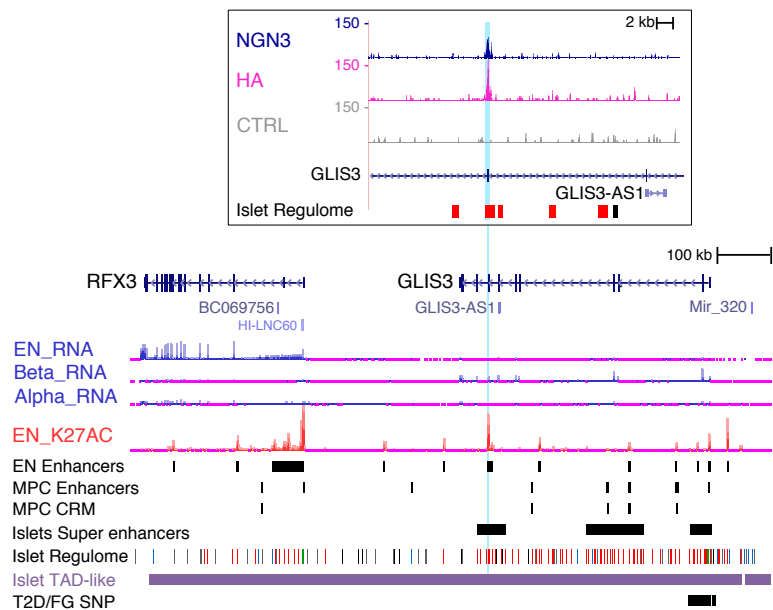 2 kb
150
NGN3
150
HA
150
CTRL
GLIS3
GLIS3-AS1
Islet Regulome
100 kb
RFX3
GLIS3
BC069756
GLIS3-AS1
Mir_320
HI-LNC60
EN_RNA
Beta_RNA
Alpha_RNA
EN_K27AC
EN Enhancers
MPC Enhancers
MPC CRM
Islets Super enhancers
Islet Regulome
Islet TAD-like
T2D/FG SNP